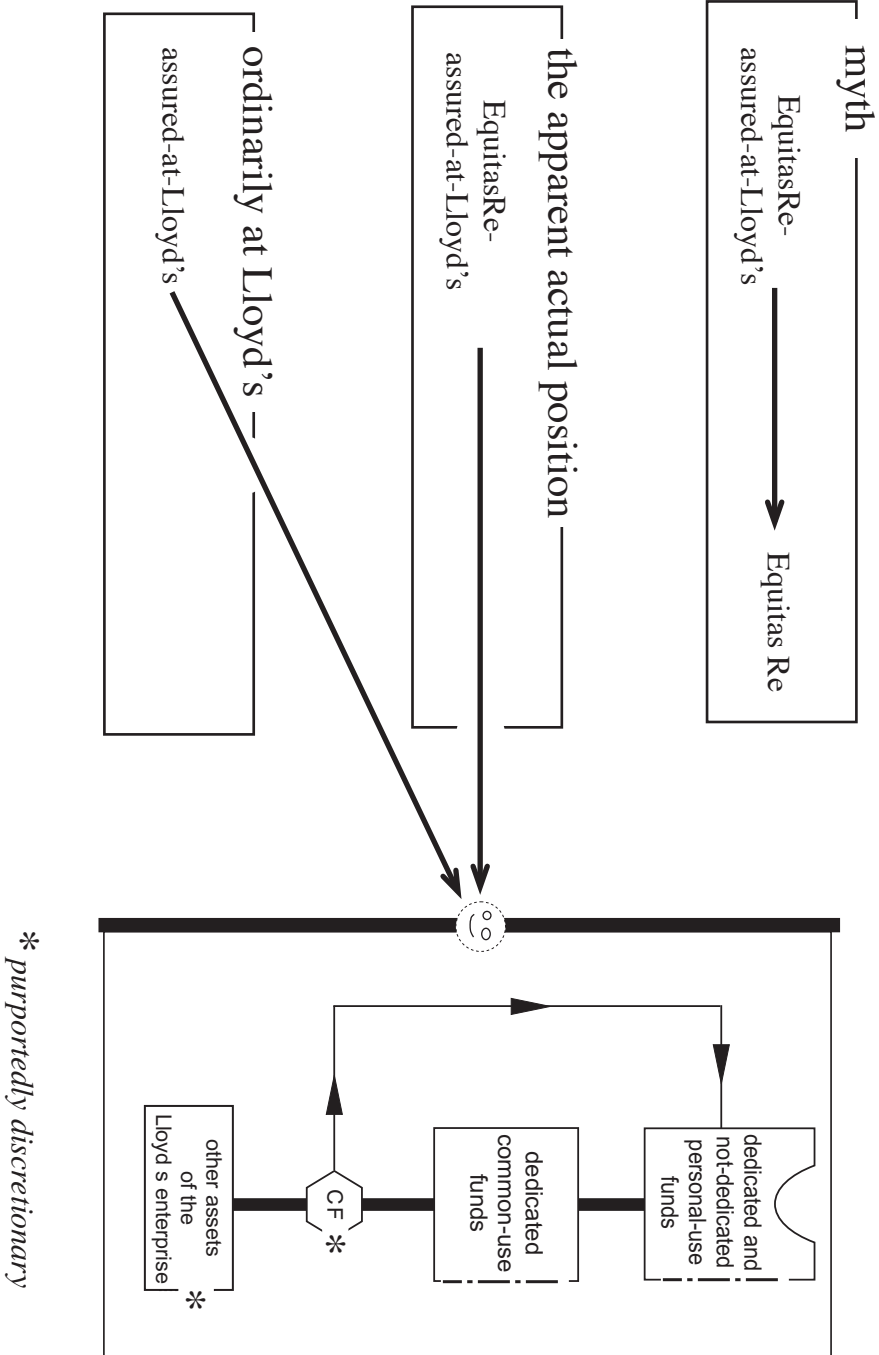 myth
EquitasRe-
assured-at-Lloyd’s
Equitas Re
the apparent actual position
EquitasRe-
assured-at-Lloyd’s
ordinarily at Lloyd’s
assured-at-Lloyd’s
dedicated and
not-dedicated
personal-use
funds
dedicated
common-use
funds
CF *
other assets
of the
Lloyd s enterprise *
* purportedly discretionary